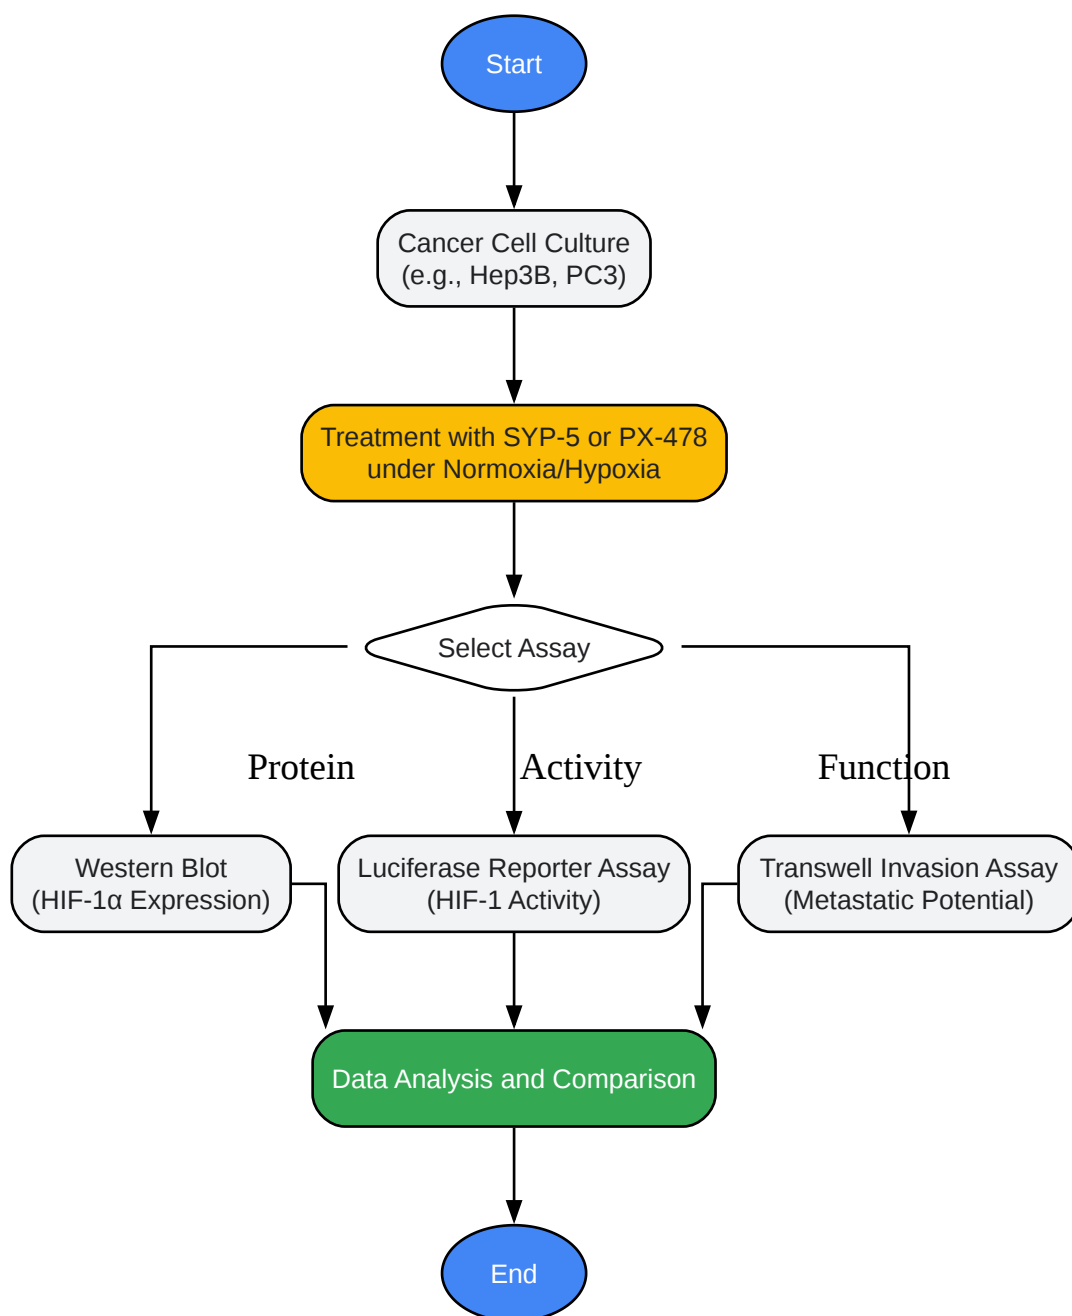 Start
Cancer Cell Culture
(e.g., Hep3B, PC3)
Treatment with SYP-5 or PX-478
under Normoxia/Hypoxia
Select Assay
Protein
Activity
Function
Western Blot
(HIF-1α Expression)
Luciferase Reporter Assay
(HIF-1 Activity)
Transwell Invasion Assay
(Metastatic Potential)
Data Analysis and Comparison
End